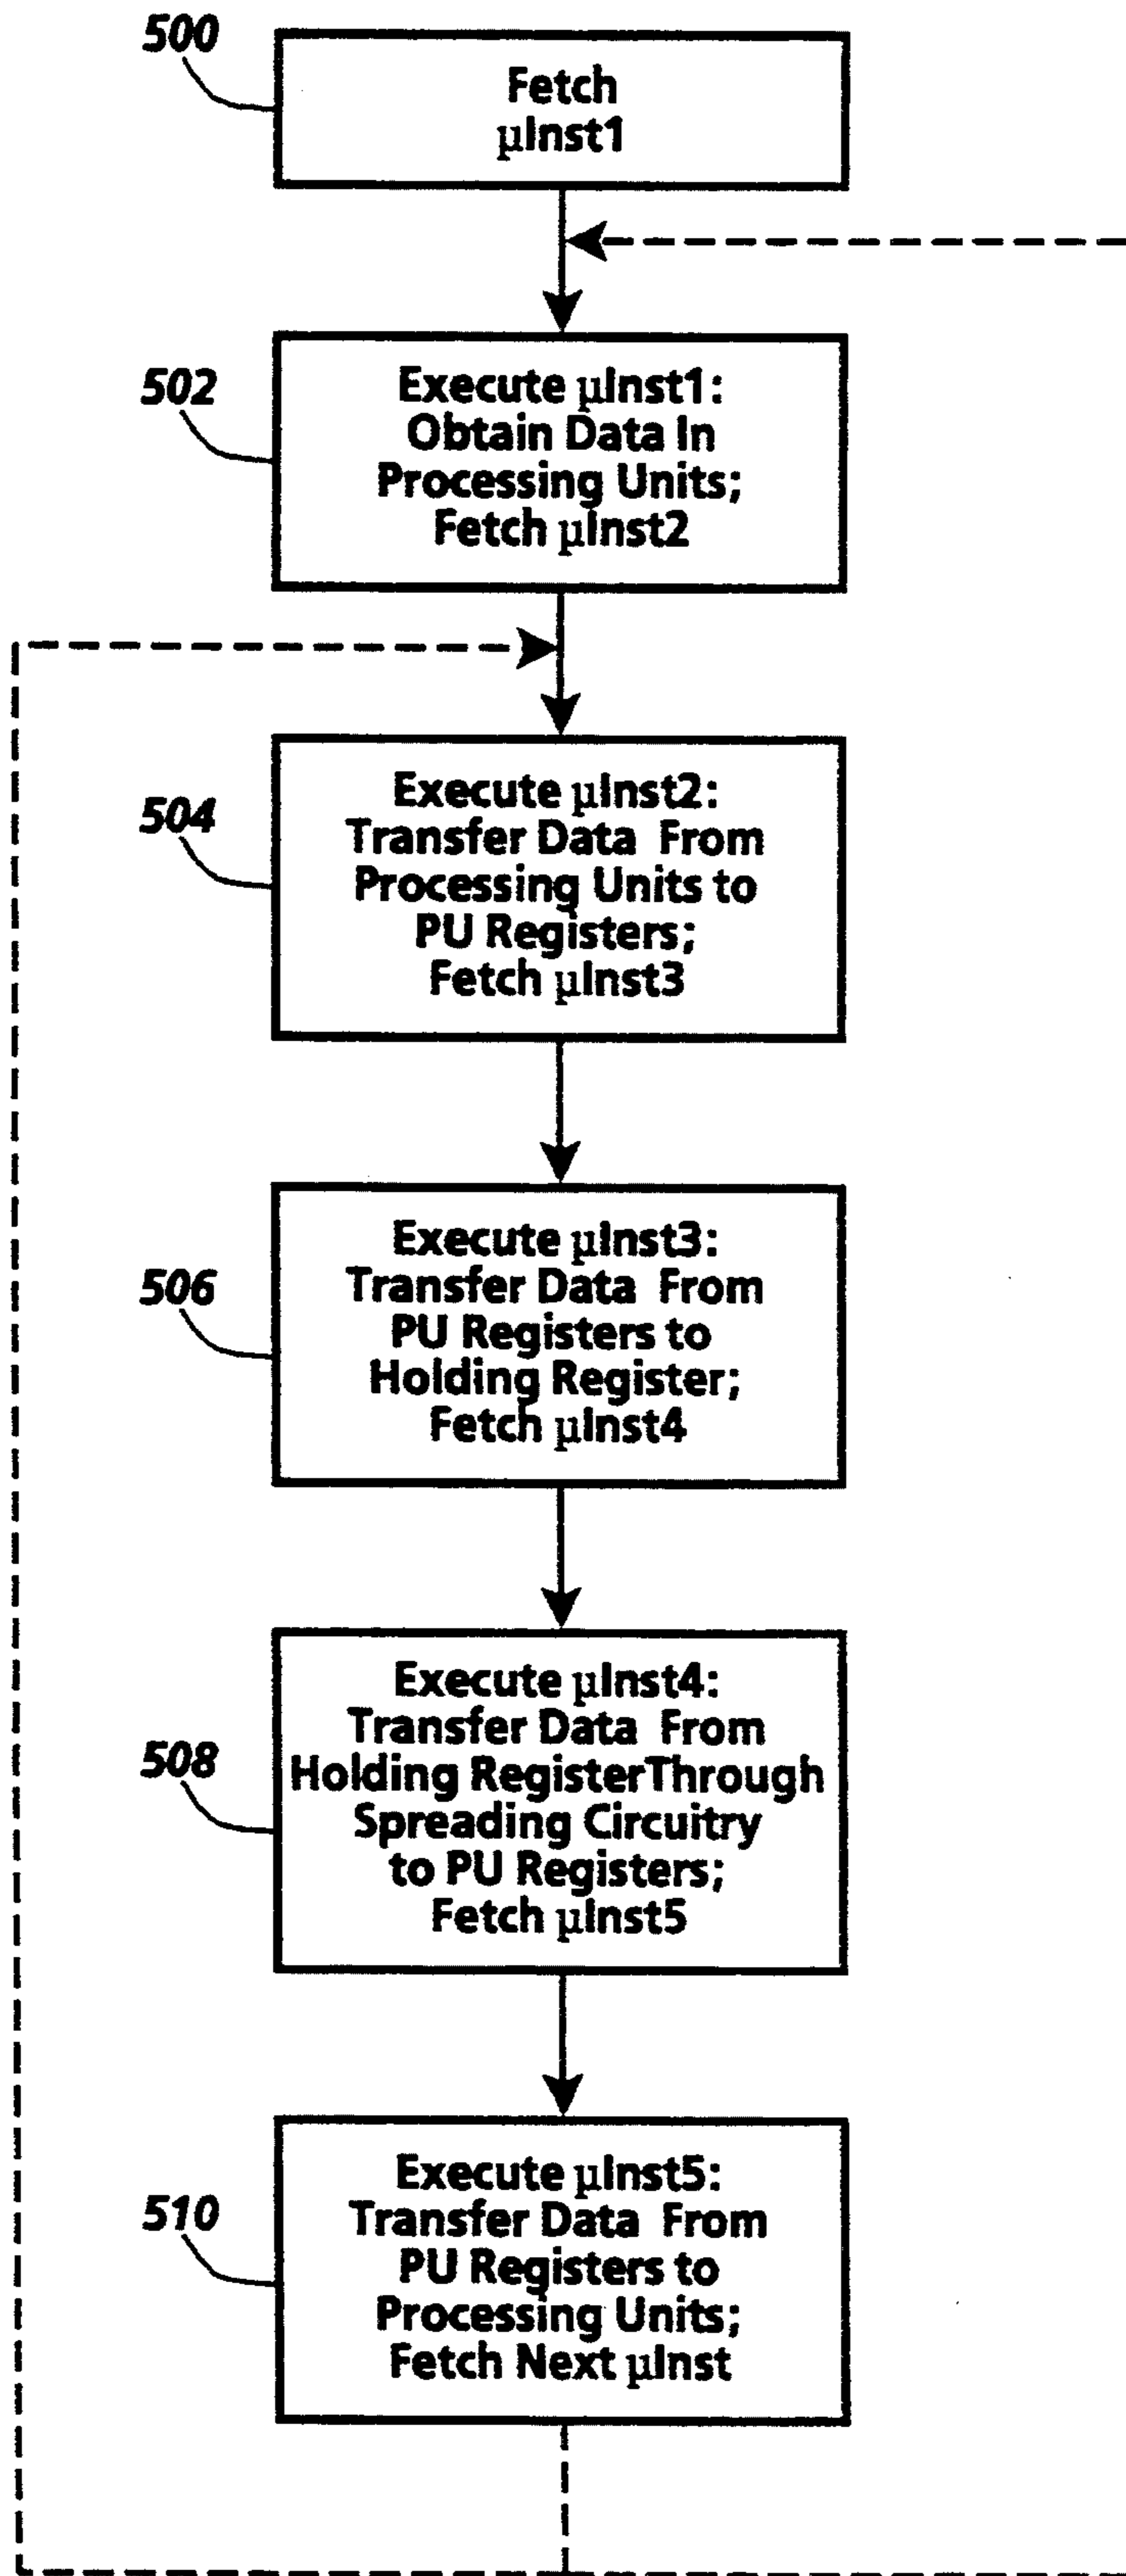 500
Fetch
µInst1
502
Execute µInst1:
Obtain Data In
Processing Units;
Fetch µInst2
504
Execute µInst2:
Transfer Data From
Processing Units to
PU Registers;
Fetch µInst3
506
Execute µInst3:
Transfer Data From
PU Registers to
Holding Register;
Fetch µInst4
508
Execute µInst4:
Transfer Data From
Holding RegisterThrough
Spreading Circuitry
to PU Registers;
Fetch µInst5
510
Execute µInst5:
Transfer Data From
PU Registers to
Processing Units;
Fetch Next µInst